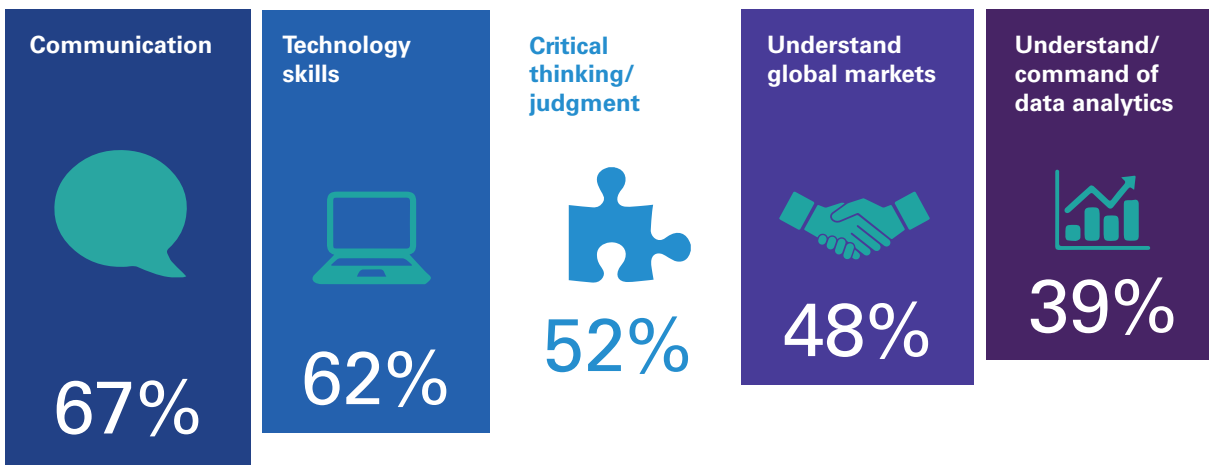 Communication
67%
Technology
skills
62%
Critical
thinking/
judgment
52%
Understand
global markets
48%
Understand/
command of
data analytics
39%